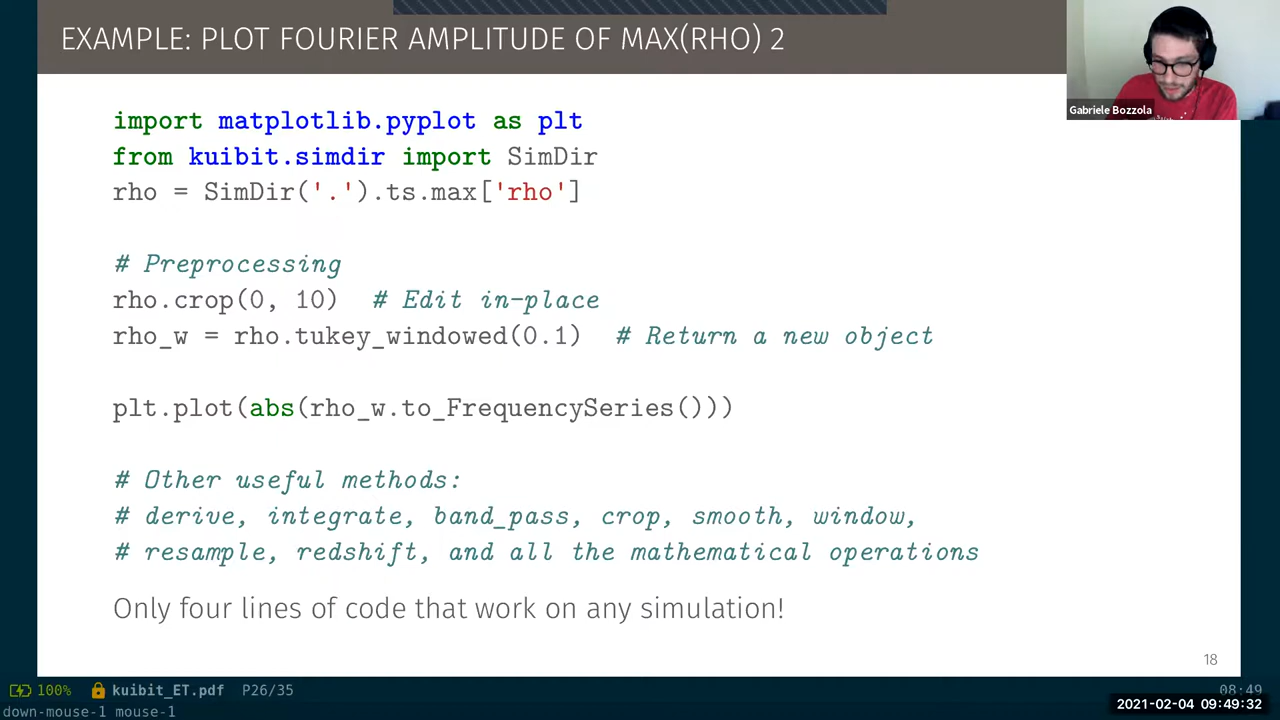 EXAMPLE: PLOT FOURIER AMPLITUDE OF MAX(RHO) 2
Gabriele Bozzola
import matplotlib.pyplot as plt
from kuibit.simdir import SimDir
rho = SimDir('.').ts.max['rho']
# Preprocessing
rho.crop(0, 10)  # Edit in-place
rho_w = rho.tukey_windowed(0.1)  # Return a new object
plt.plot(abs(rho_w.to_FrequencySeries()))
# Other useful methods:
# derive, integrate, band_pass, crop, smooth, window,
# resample, redshift, and all the mathematical operations
Only four lines of code that work on any simulation!
18
100% kuibit_ET.pdf P26/35 08:49
down-mouse-1 mouse-1
2021-02-04 09:49:32